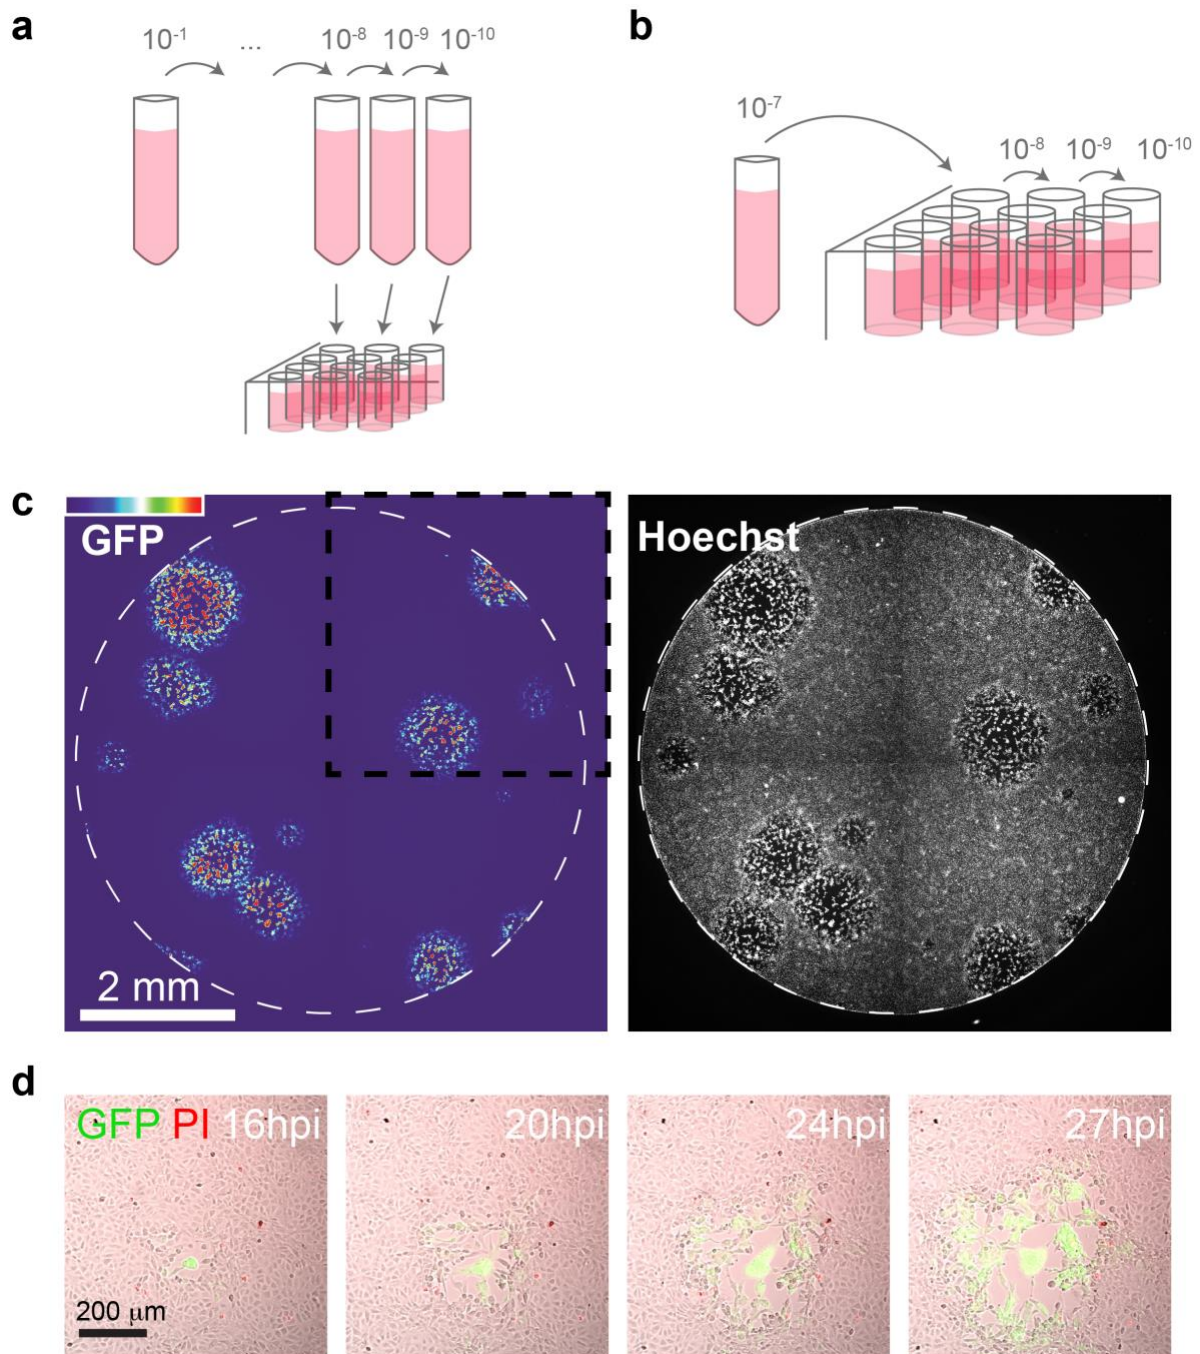 a
10-1 ... 10-8 10-9 10-10
b
10-7
10-8 10-9 10-10
c
GFP
2 mm
Hoechst
d
GFP PI 16hpi
20hpi
24hpi
27hpi
200 μm